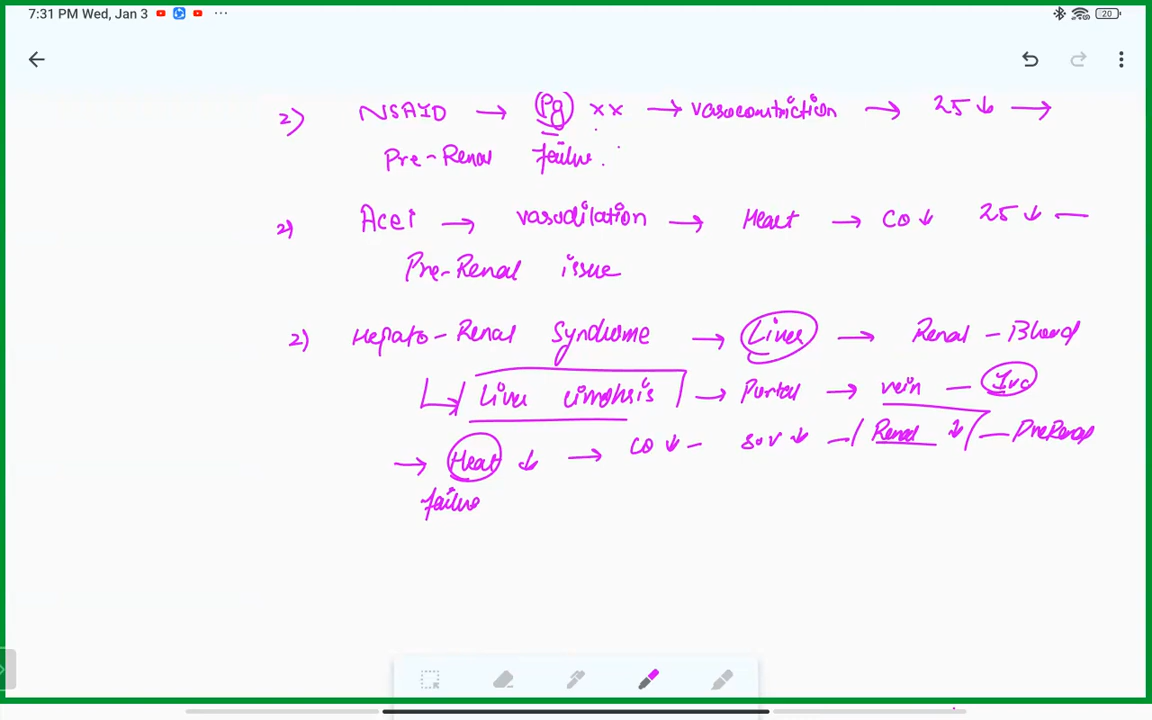 7:31 PM Wed, Jan 3 ... 20
2) NSAID → Pg xx → vasocontriction → 25↓ →
Pre-Renal failure.
2) Acei → vasodilation → Heart → CO↓ 25↓ —
Pre-Renal issue
2) Hepato-Renal Syndrome → Liver → Renal - Blood
Liver cirrhosis → Portal → vein — Ivc
→ Heart ↓ → CO↓ - ↓ - Renal ↓ — PreRenal
failure